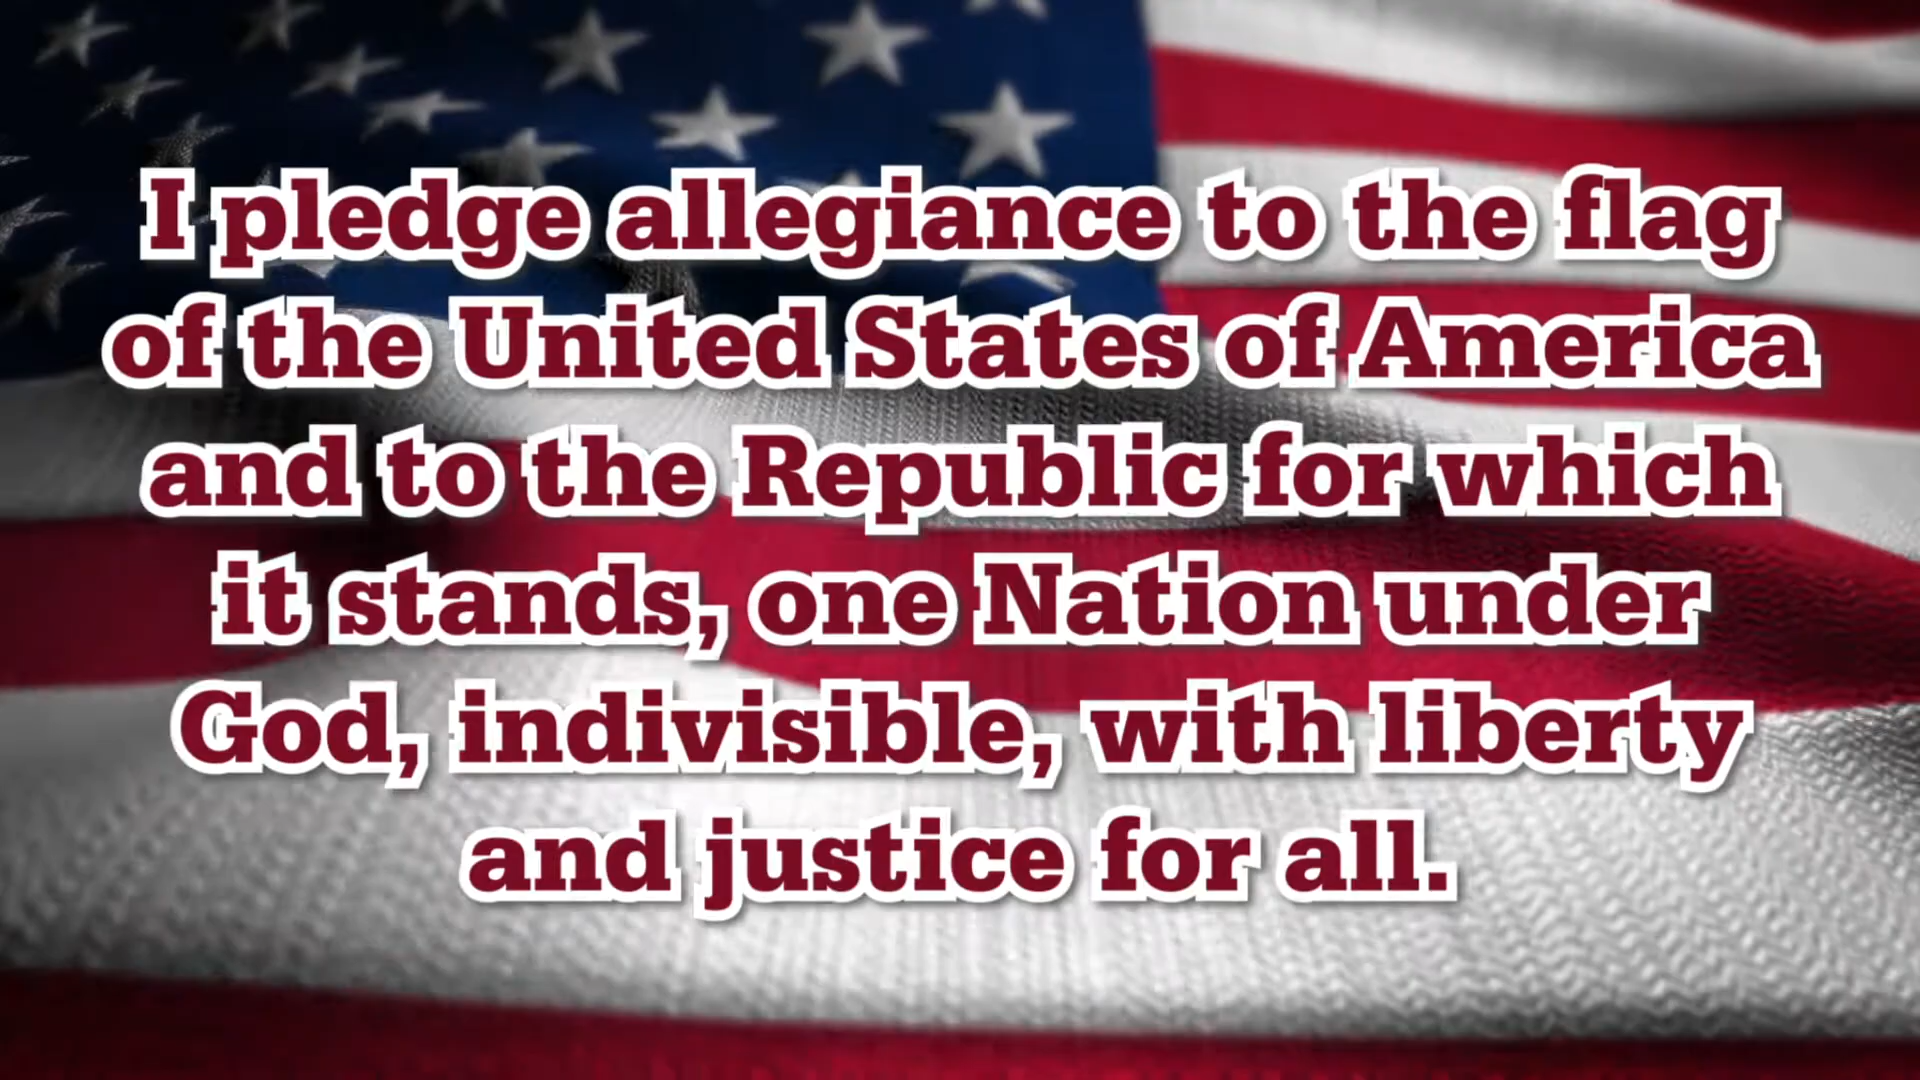 I pledge allegiance to the flag
of the United States of America
and to the Republic for which
it stands, one Nation under
God, indivisible, with liberty
and justice for all.